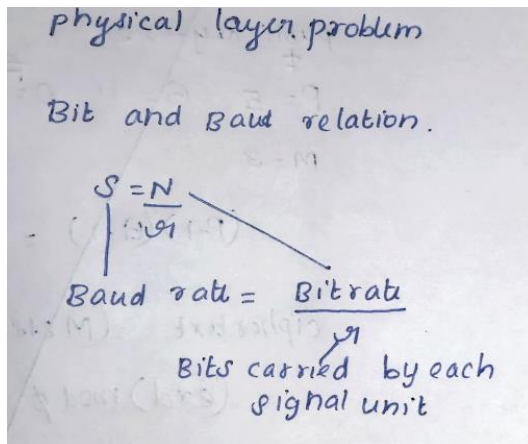 physical layer problem
Bit and Baud relation.
S = N
r
Baud rate = Bitrate
r
Bits carried by each
signal unit